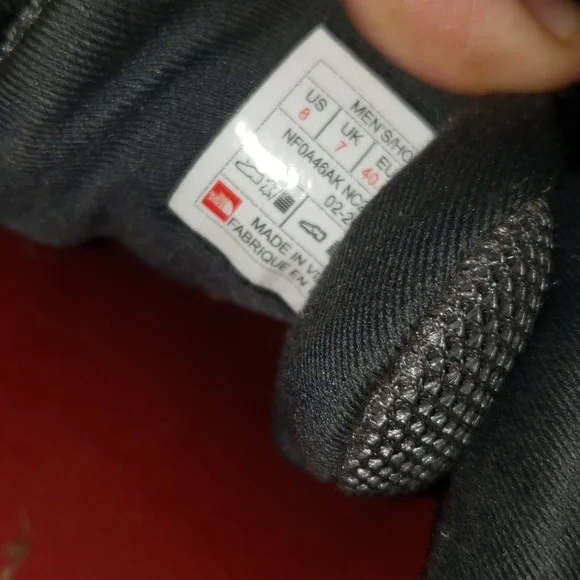 MEN'S/HO
US UK EU
8 7 40
NF0A46AK NC
02-2
MADE IN V
FABRIQUE EN